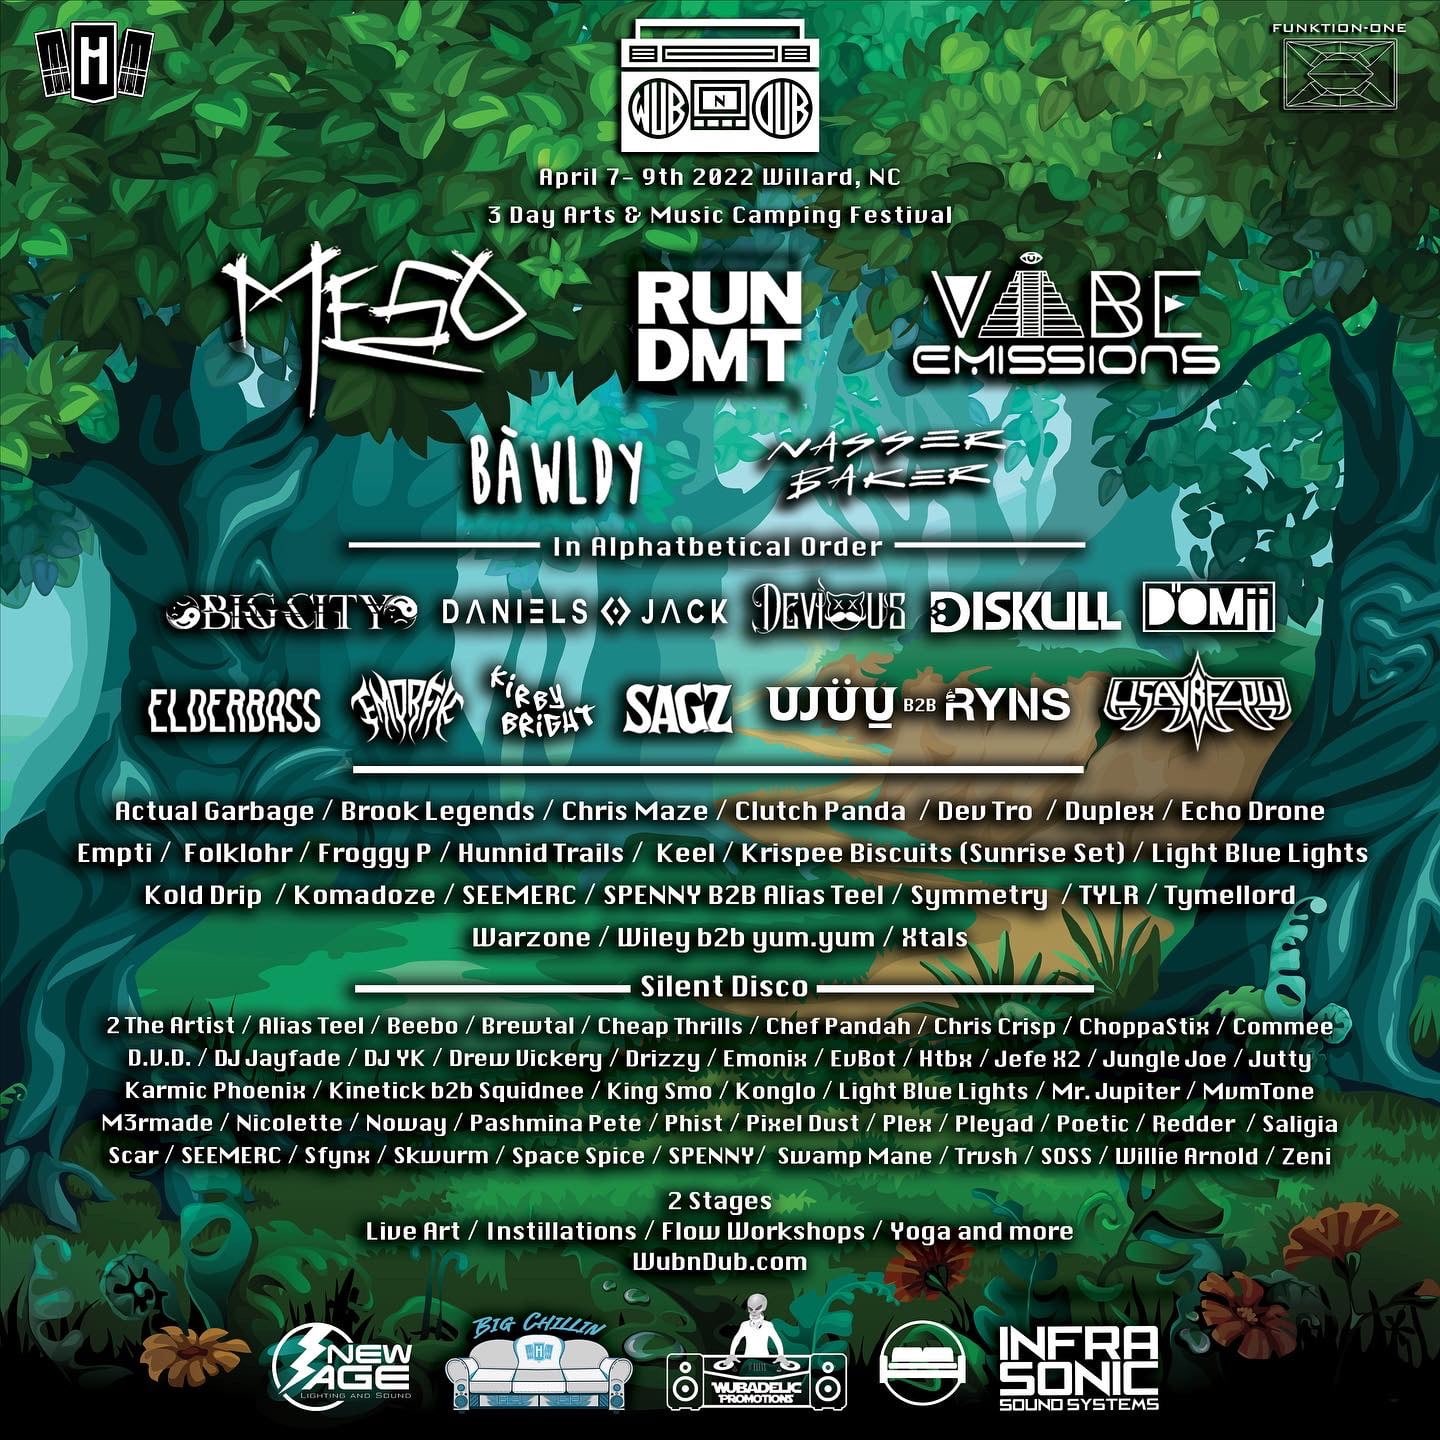 H
FUNKTION-ONE
WUB N DUB
April 7- 9th 2022 Willard, NC
3 Day Arts & Music Camping Festival
MESO
RUN
DMT
VIBE
EMISSIONS
BÀWLDY
NASSER
BAKER
In Alphatbetical Order
BIG CITY
DANIELS JACK
DEVIOUS
DISKULL
DÖMii
ELDERBASS
EMORFIK
KiRBY
BRiGHT
SAGZ
UJÜU B2B RYNS
USAYBFLOW
Actual Garbage / Brook Legends / Chris Maze / Clutch Panda / Dev Tro / Duplex / Echo Drone
Empti / Folklohr / Froggy P / Hunnid Trails / Keel / Krispee Biscuits (Sunrise Set) / Light Blue Lights
Kold Drip / Komadoze / SEEMERC / SPENNY B2B Alias Teel / Symmetry / TYLR / Tymellord
Warzone / Wiley b2b yum.yum / Xtals
Silent Disco
2 The Artist / Alias Teel / Beebo / Brewtal / Cheap Thrills / Chef Pandah / Chris Crisp / ChoppaStix / Commee
D.V.D. / DJ Jayfade / DJ YK / Drew Vickery / Drizzy / Emonix / EvBot / Htbx / Jefe X2 / Jungle Joe / Jutty
Karmic Phoenix / Kinetick b2b Squidnee / King Smo / Konglo / Light Blue Lights / Mr. Jupiter / MvmTone
M3rmade / Nicolette / Noway / Pashmina Pete / Phist / Pixel Dust / Plex / Pleyad / Poetic / Redder / Saligia
Scar / SEEMERC / Sfynx / Skwurm / Space Spice / SPENNY/ Swamp Mane / Trvsh / SOSS / Willie Arnold / Zeni
2 Stages
Live Art / Instillations / Flow Workshops / Yoga and more
WubnDub.com
NEW
AGE
LIGHTING AND SOUND
BIG CHILLIN
H
WUBADELIC
PROMOTIONS
INFRA
SONIC
SOUND SYSTEMS